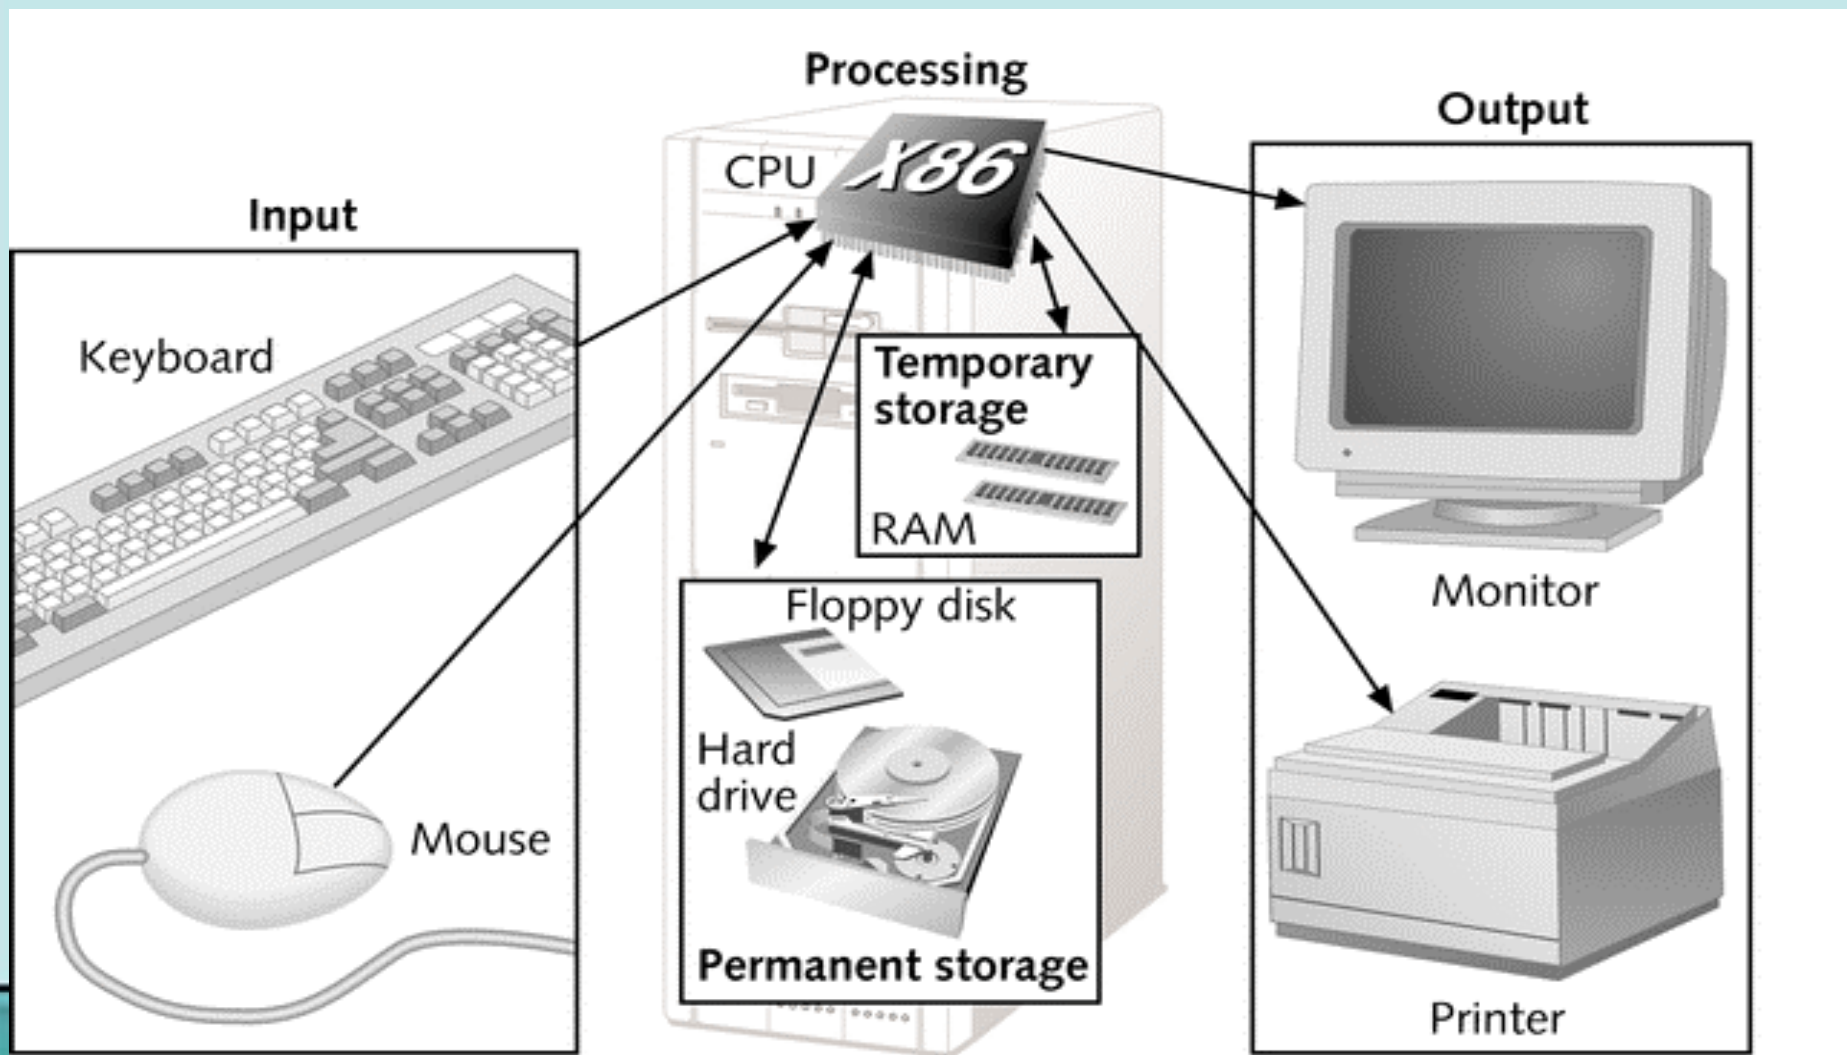 Processing
Output
CPU
X86
Input
Keyboard
Temporary
storage
RAM
Floppy disk
Monitor
Hard
drive
Mouse
Permanent storage
Printer